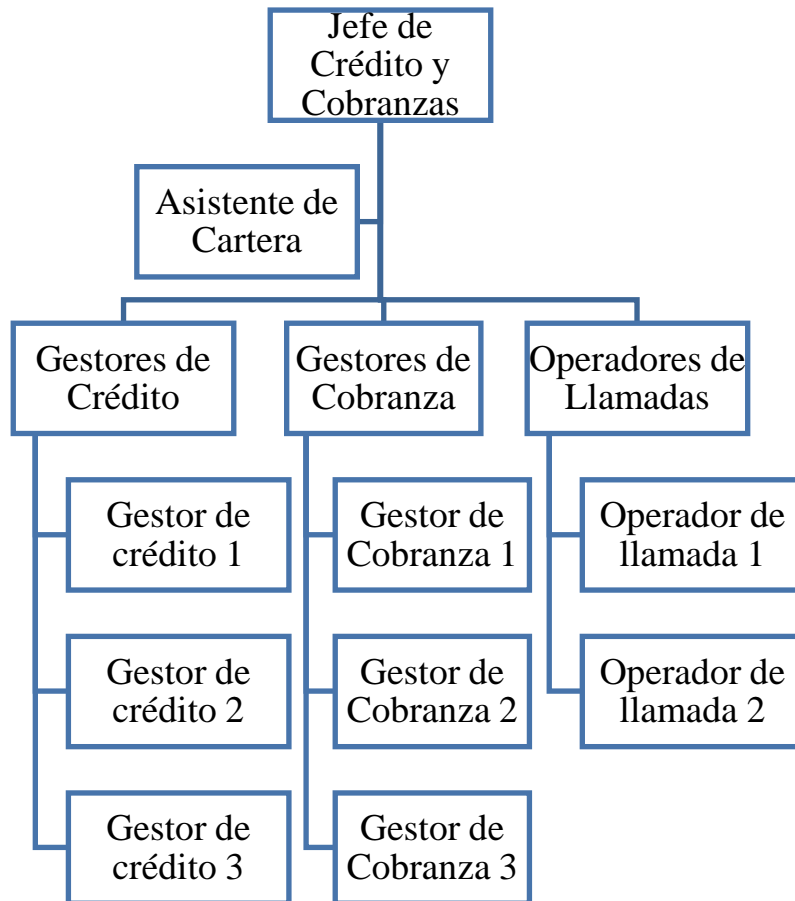 Jefe de
Crédito y
Cobranzas
Asistente de
Cartera
Gestores de
Crédito
Gestores de
Cobranza
Operadores de
Llamadas
Gestor de
crédito 1
Gestor de
Cobranza 1
Operador de
llamada 1
Gestor de
crédito 2
Gestor de
Cobranza 2
Operador de
llamada 2
Gestor de
crédito 3
Gestor de
Cobranza 3